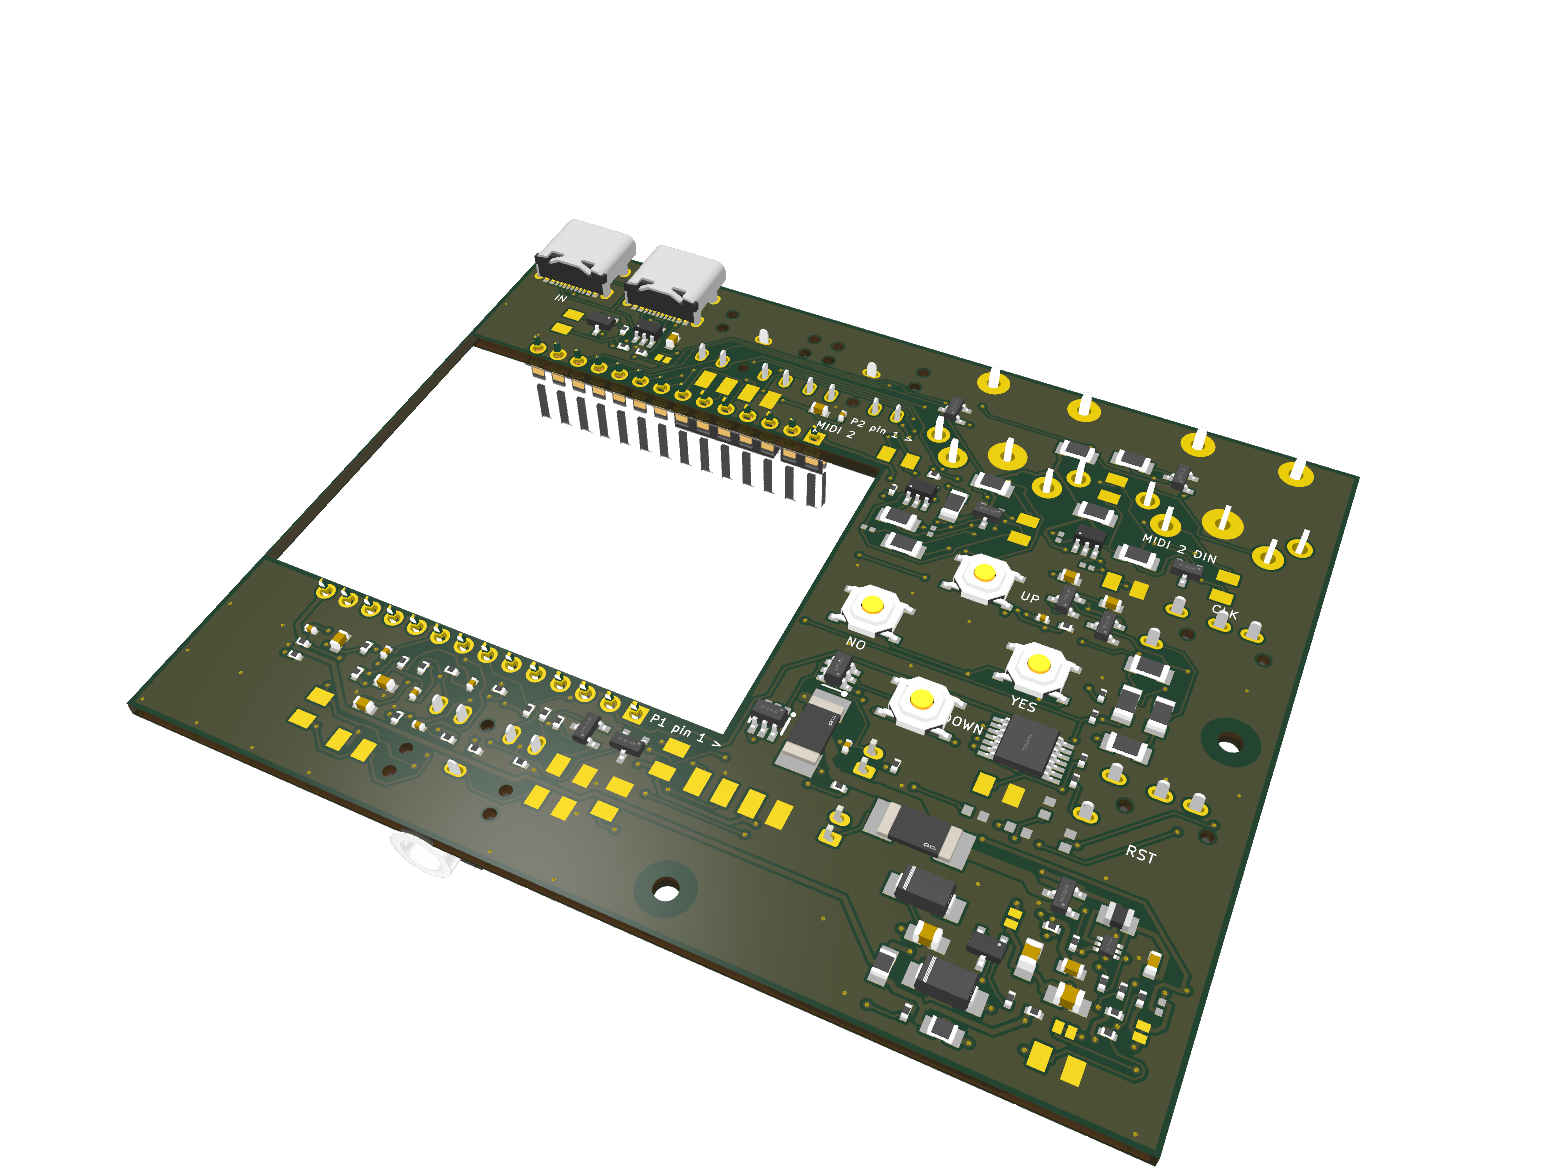 IN
P2 pin 1 >
MIDI 2
MIDI 2 DIN
UP
CLK
NO
YES
DOWN
P1 pin 1 >
RST